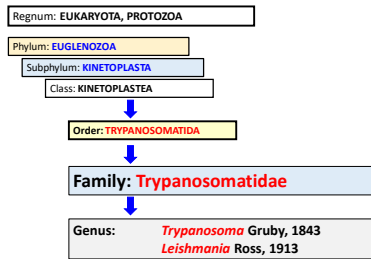 Regnum: EUKARYOTA, PROTOZOA
Phylum: EUGLENOZOA
Subphylum: KINETOPLASTA
Class: KINETOPLASTEA
Order: TRYPANOSOMATIDA
Family: Trypanosomatidae
Genus: Trypanosoma Gruby, 1843
Leishmania Ross, 1913